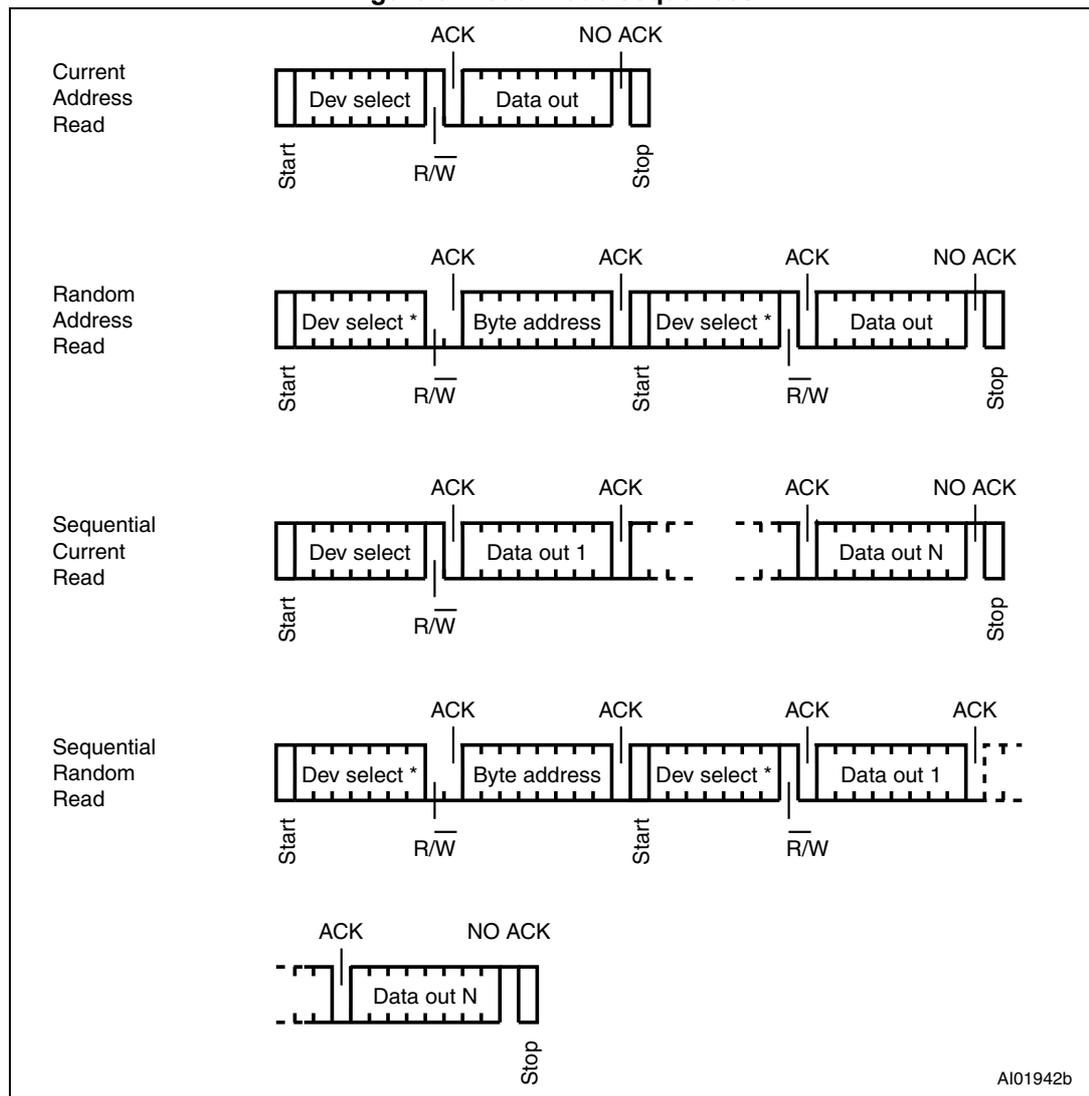 ACK NO ACK
Current
Address
Read
Dev select Data out
Start R/W̅ Stop
ACK ACK ACK NO ACK
Random
Address
Read
Dev select * Byte address Dev select * Data out
Start R/W̅ Start R̅/W Stop
ACK ACK ACK NO ACK
Sequential
Current
Read
Dev select Data out 1 Data out N
Start R/W̅ Stop
ACK ACK ACK ACK
Sequential
Random
Read
Dev select * Byte address Dev select * Data out 1
Start R/W̅ Start R̅/W
ACK NO ACK
Data out N
Stop
AI01942b